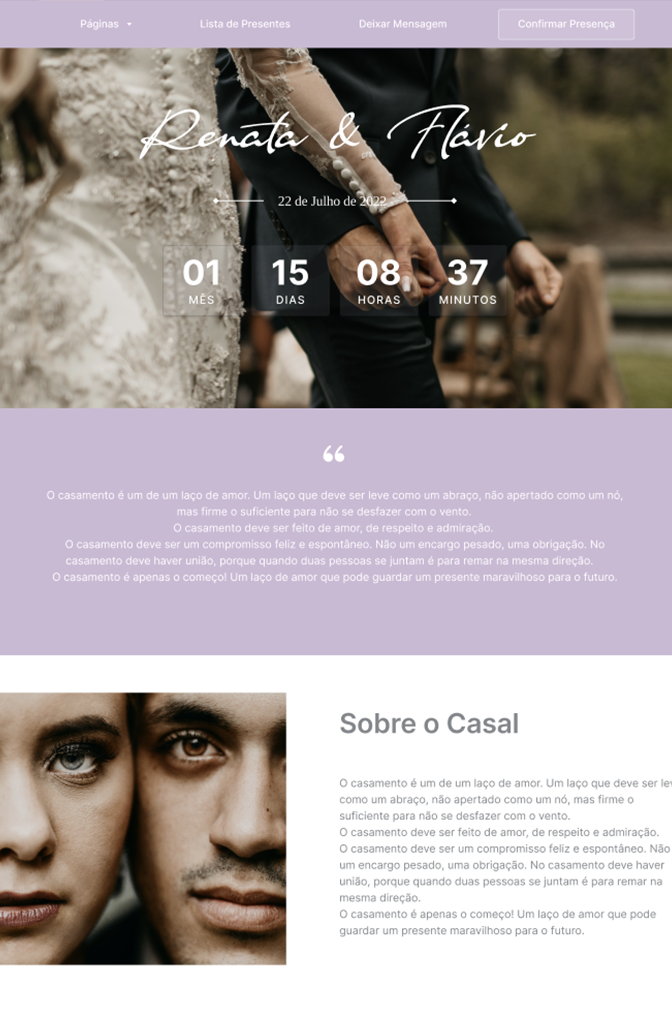 Páginas Lista de Presentes Deixar Mensagem Confirmar Presença
Renata & Flávio
22 de Julho de 2022
01 15 08 37
MÊS DIAS HORAS MINUTOS
“
O casamento é um de um laço de amor. Um laço que deve ser leve como um abraço, não apertado como um nó,
mas firme o suficiente para não se desfazer com o vento.
O casamento deve ser feito de amor, de respeito e admiração.
O casamento deve ser um compromisso feliz e espontâneo. Não um encargo pesado, uma obrigação. No
casamento deve haver união, porque quando duas pessoas se juntam é para remar na mesma direção.
O casamento é apenas o começo! Um laço de amor que pode guardar um presente maravilhoso para o futuro.
Sobre o Casal
O casamento é um de um laço de amor. Um laço que deve ser
como um abraço, não apertado como um nó, mas firme o
suficiente para não se desfazer com o vento.
O casamento deve ser feito de amor, de respeito e admiração.
O casamento deve ser um compromisso feliz e espontâneo. Não
um encargo pesado, uma obrigação. No casamento deve haver
união, porque quando duas pessoas se juntam é para remar na
mesma direção.
O casamento é apenas o começo! Um laço de amor que pode
guardar um presente maravilhoso para o futuro.